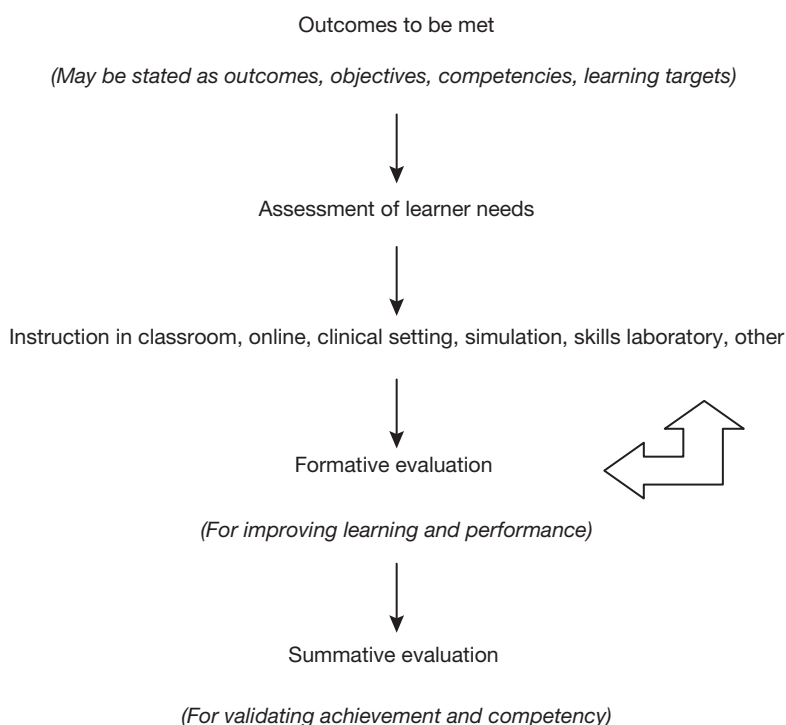 Outcomes to be met
(May be stated as outcomes, objectives, competencies, learning targets)
Assessment of learner needs
Instruction in classroom, online, clinical setting, simulation, skills laboratory, other
Formative evaluation
(For improving learning and performance)
Summative evaluation
(For validating achievement and competency)